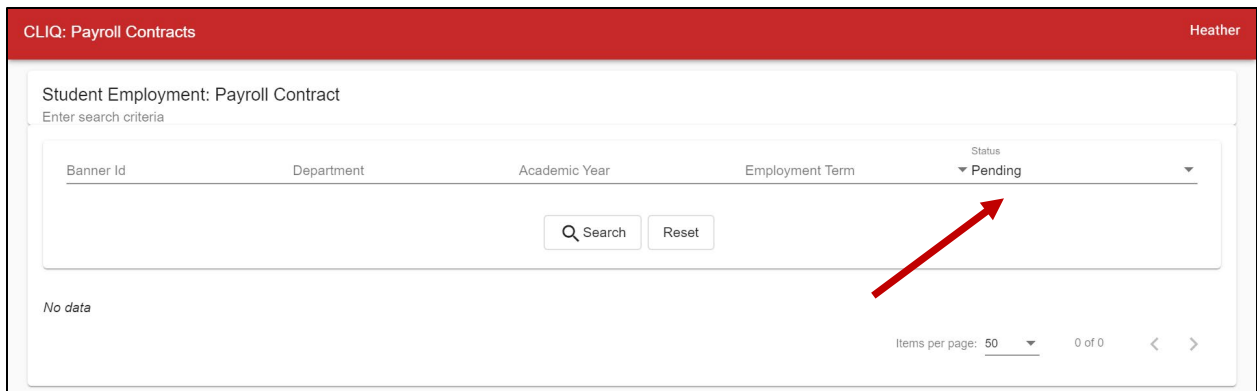 CLIQ: Payroll Contracts Heather
Student Employment: Payroll Contract
Enter search criteria
Status
Banner Id Department Academic Year Employment Term Pending
Search Reset
No data
Items per page: 50 0 of 0